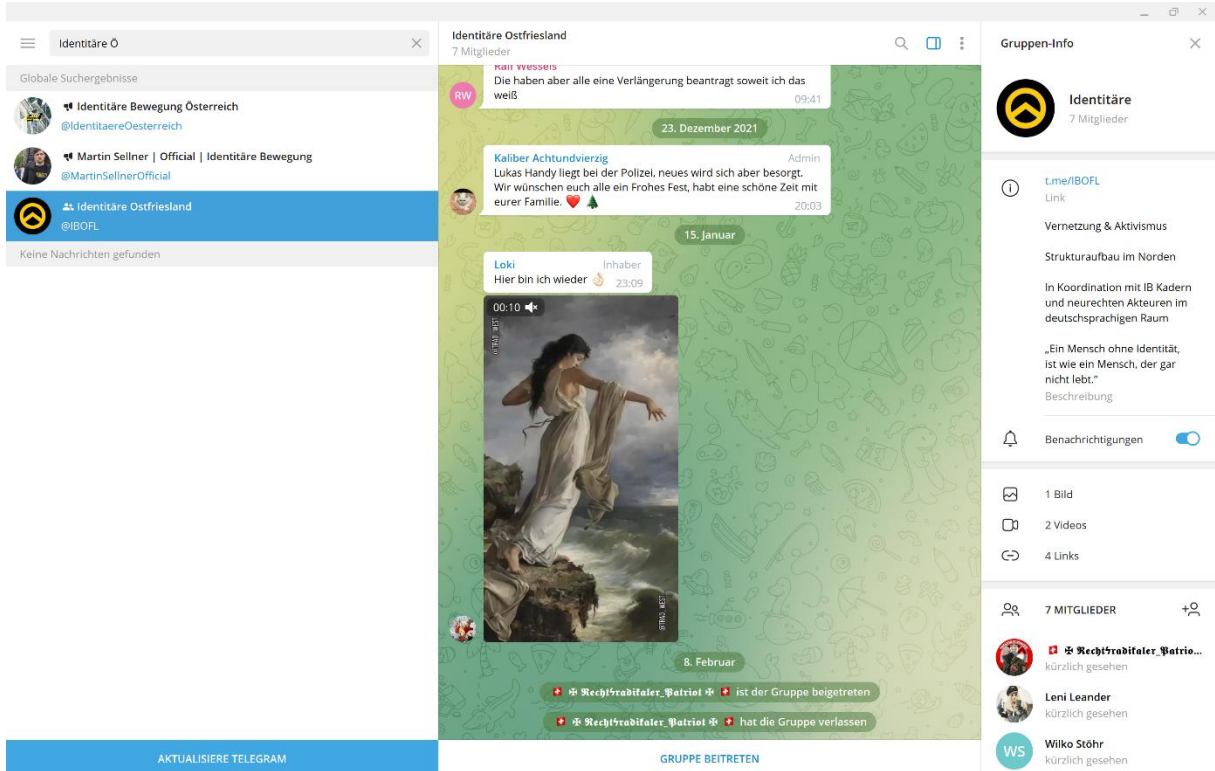 Identitäre Ö
Globale Suchergebnisse
Identitäre Bewegung Österreich
@IdentitaereOesterreich
Martin Sellner | Official | Identitäre Bewegung
@MartinSellnerOfficial
Identitäre Ostfriesland
@IBOFL
Keine Nachrichten gefunden
AKTUALISIERE TELEGRAM
Identitäre Ostfriesland
7 Mitglieder
Ralf Wessels
Die haben aber alle eine Verlängerung beantragt soweit ich das
weiß
09:41
RW
23. Dezember 2021
Kaliber Achtundvierzig Admin
Lukas Handy liegt bei der Polizei, neues wird sich aber besorgt.
Wir wünschen euch alle ein Frohes Fest, habt eine schöne Zeit mit
eurer Familie. ❤️ 🌲
20:03
15. Januar
Loki Inhaber
Hier bin ich wieder 👌🏻 23:09
00:10
@TRAD_WEST
@TRAD_WEST
8. Februar
🇨🇭 ✠ 𝕽𝖊𝖈𝖍𝖙ϟ𝖗𝖆𝖉𝖎𝖐𝖆𝖑𝖊𝖗_𝕻𝖆𝖙𝖗𝖎𝖔𝖙 ✠ 🇨🇭 ist der Gruppe beigetreten
🇨🇭 ✠ 𝕽𝖊𝖈𝖍𝖙ϟ𝖗𝖆𝖉𝖎𝖐𝖆𝖑𝖊𝖗_𝕻𝖆𝖙𝖗𝖎𝖔𝖙 ✠ 🇨🇭 hat die Gruppe verlassen
GRUPPE BEITRETEN
Gruppen-Info
Identitäre
7 Mitglieder
t.me/IBOFL
Link
Vernetzung & Aktivismus
Strukturaufbau im Norden
In Koordination mit IB Kadern
und neurechten Akteuren im
deutschsprachigen Raum
„Ein Mensch ohne Identität,
ist wie ein Mensch, der gar
nicht lebt.”
Beschreibung
Benachrichtigungen
1 Bild
2 Videos
4 Links
7 MITGLIEDER
🇨🇭 ✠ 𝕽𝖊𝖈𝖍𝖙ϟ𝖗𝖆𝖉𝖎𝖐𝖆𝖑𝖊𝖗_𝕻𝖆𝖙𝖗𝖎𝖔...
kürzlich gesehen
Leni Leander
kürzlich gesehen
WS
Wilko Stöhr
kürzlich gesehen